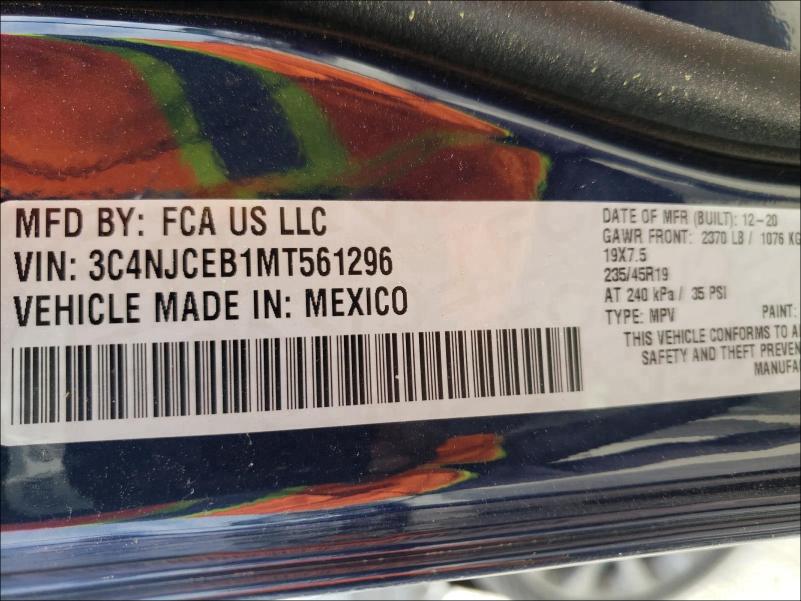 MFD BY: FCA US LLC
VIN: 3C4NJCEB1MT561296
VEHICLE MADE IN: MEXICO
DATE OF MFR (BUILT): 12-20
GAWR FRONT: 2370 LB / 1076 KG
19X7.5
235/45R19
AT 240 kPa / 35 PSI
TYPE: MPV PAINT:
THIS VEHICLE CONFORMS TO
SAFETY AND THEFT